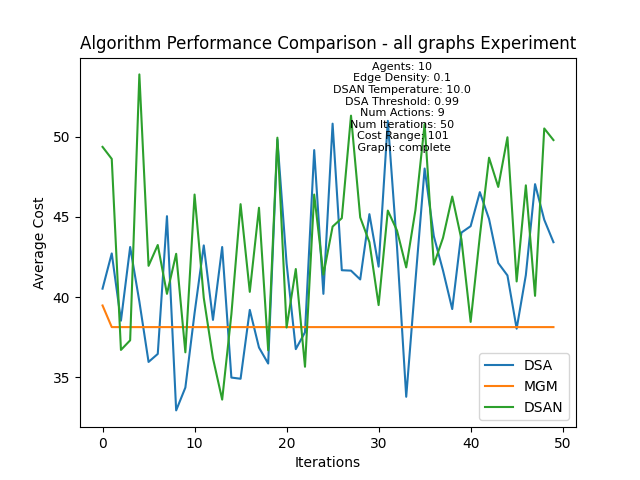 Algorithm Performance Comparison - all graphs Experiment
Agents: 10
Edge Density: 0.1
DSAN Temperature: 10.0
DSA Threshold: 0.99
Num Actions: 9
Num Iterations: 50
Cost Range: 101
Graph: complete
50
45
40
35
Average Cost
DSA
MGM
DSAN
0
10
20
30
40
50
Iterations